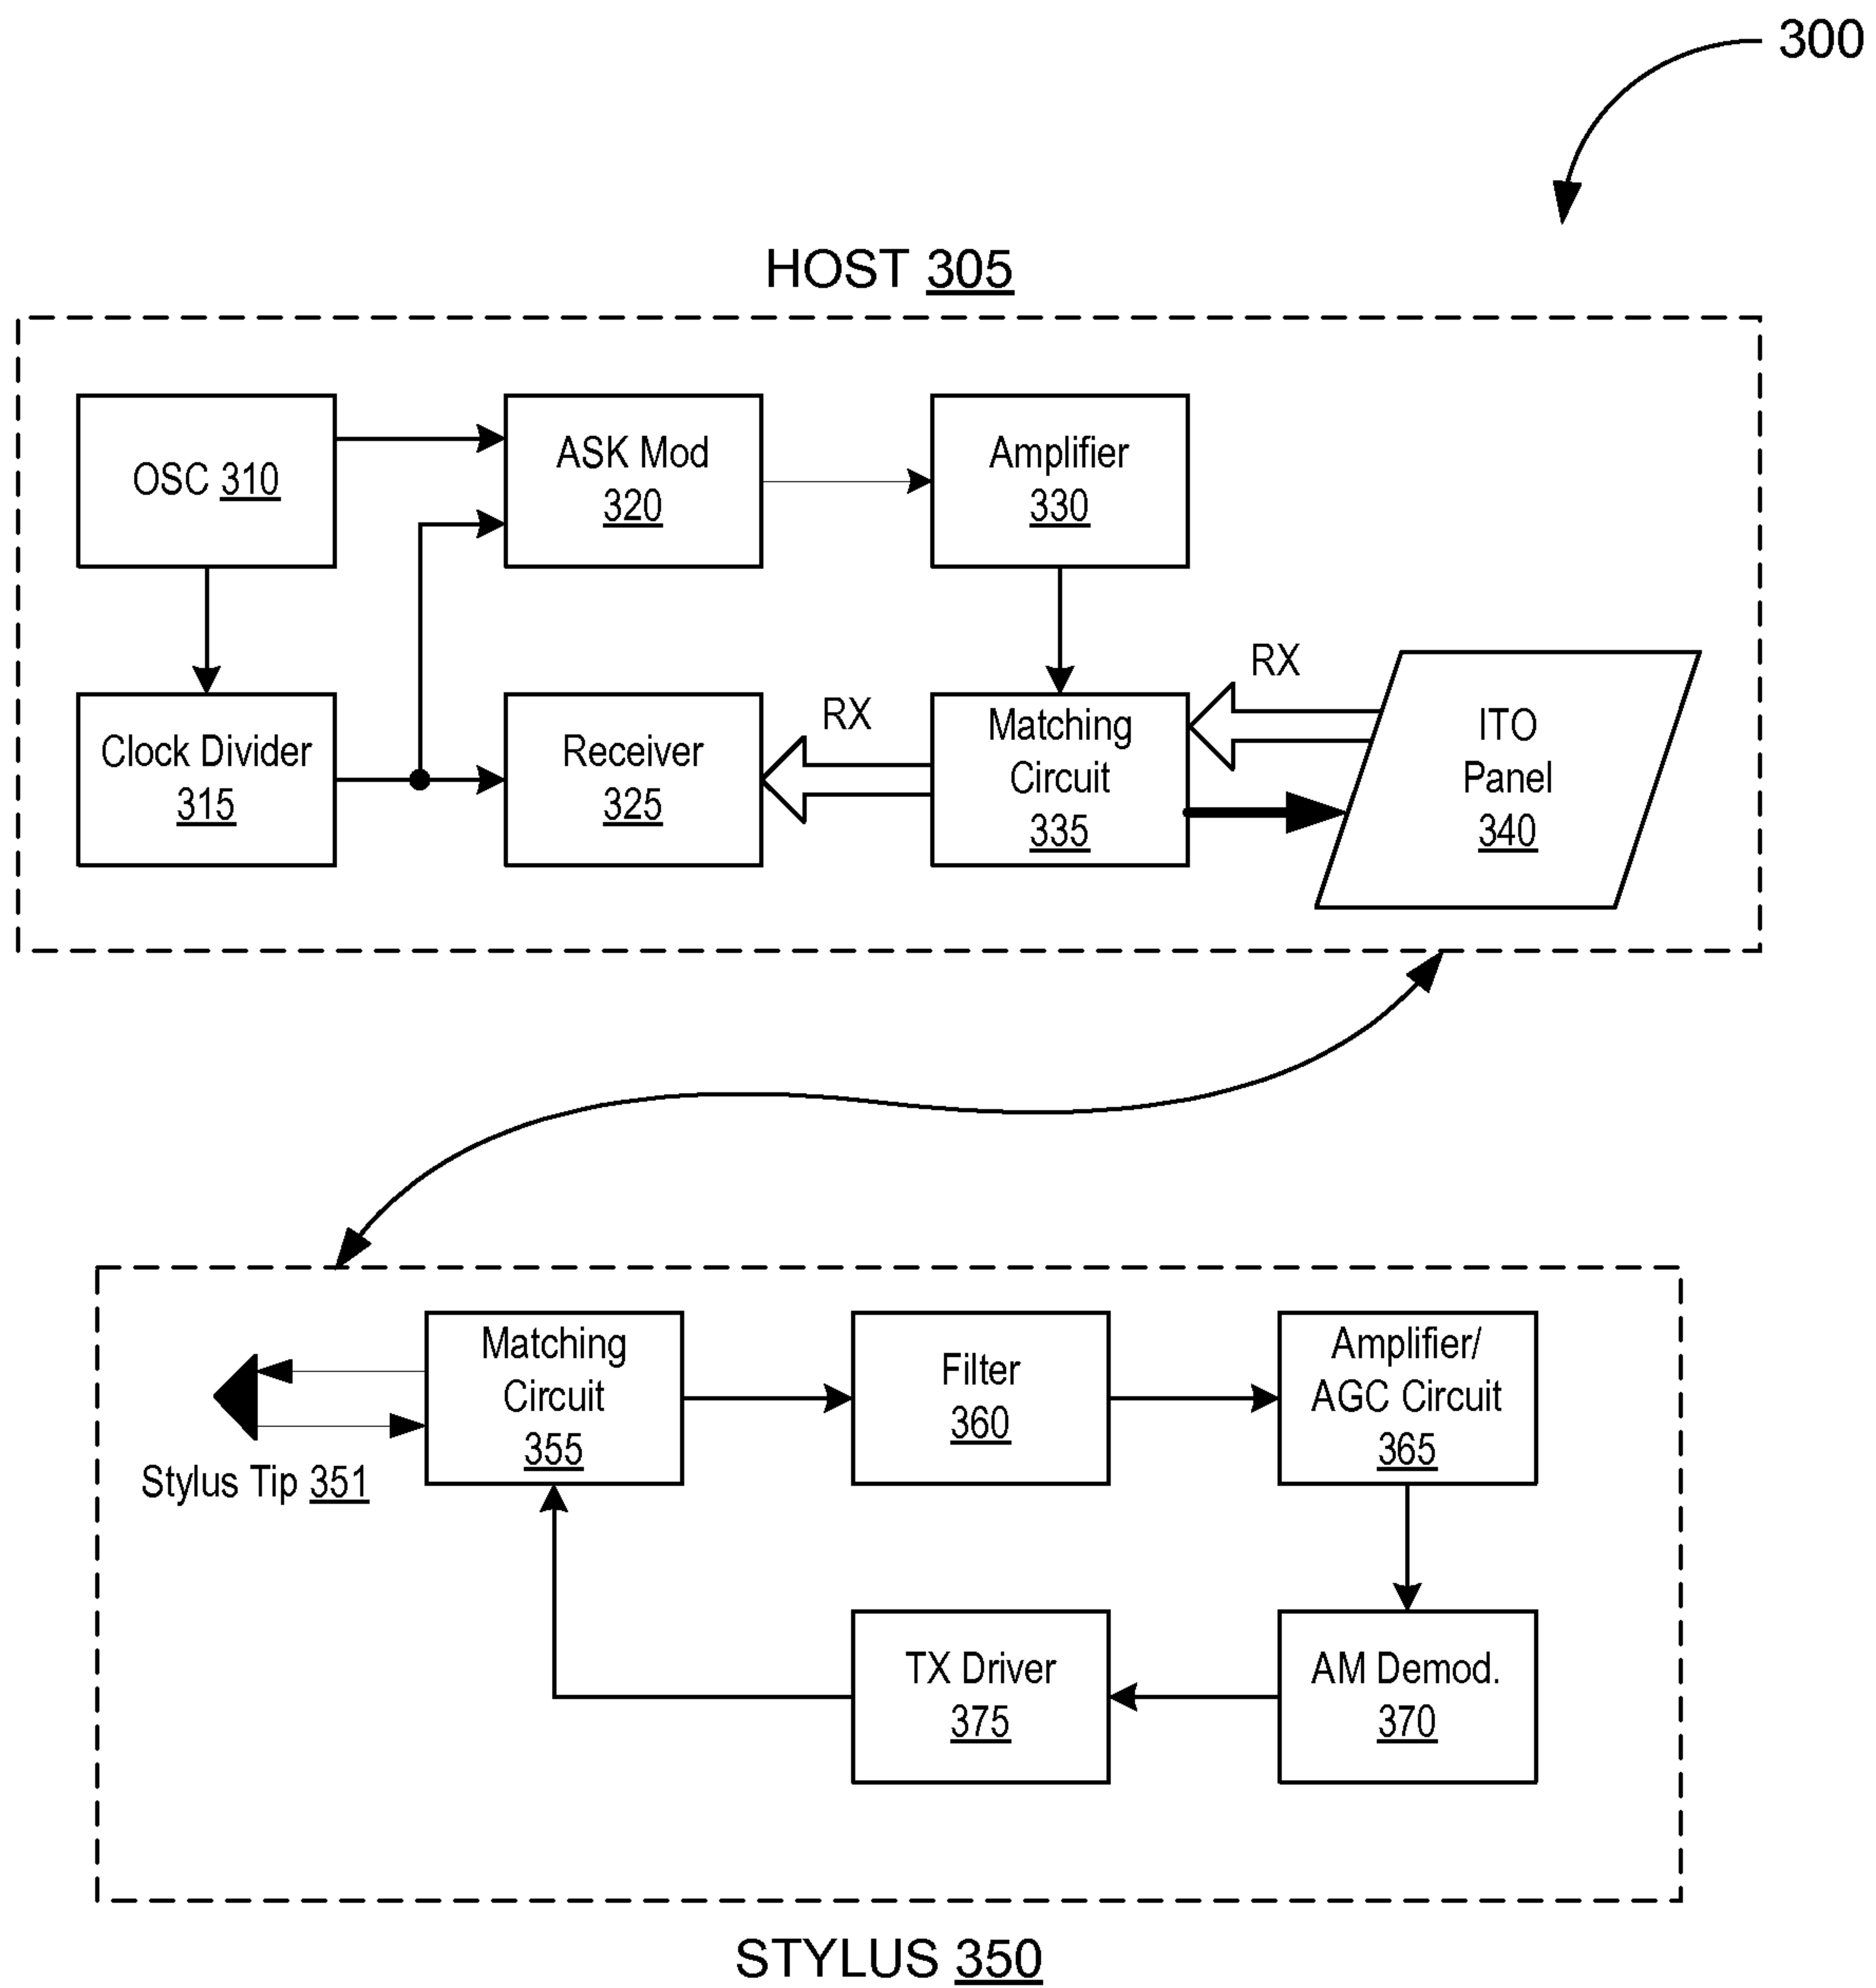 300
HOST 305
OSC 310
ASK Mod
320
Amplifier
330
Clock Divider
315
Receiver
325
RX
Matching
Circuit
335
RX
ITO
Panel
340
Matching
Circuit
355
Filter
360
Amplifier/
AGC Circuit
365
Stylus Tip 351
TX Driver
375
AM Demod.
370
STYLUS 350